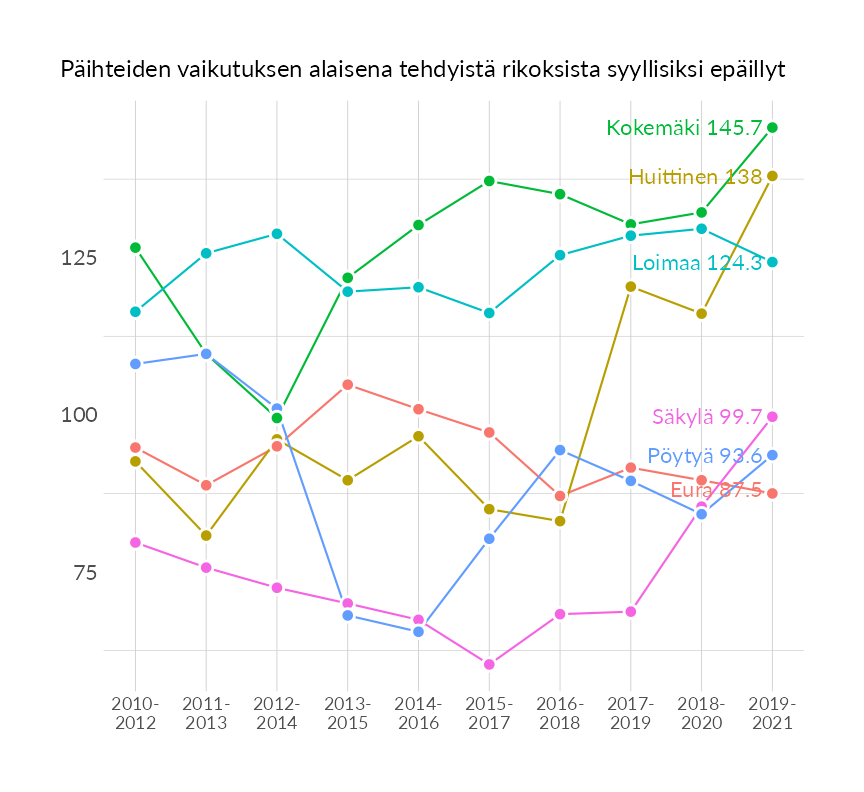 Päihteiden vaikutuksen alaisena tehdyistä rikoksista syyllisiksi epäillyt
Kokemäki 145.7
Huittinen 138
125
Loimaa 124.3
100
Säkylä 99.7
Pöytyä 93.6
Eura 87.5
75
2010- 2011- 2012- 2013- 2014- 2015- 2016- 2017- 2018- 2019-
2012 2013 2014 2015 2016 2017 2018 2019 2020 2021